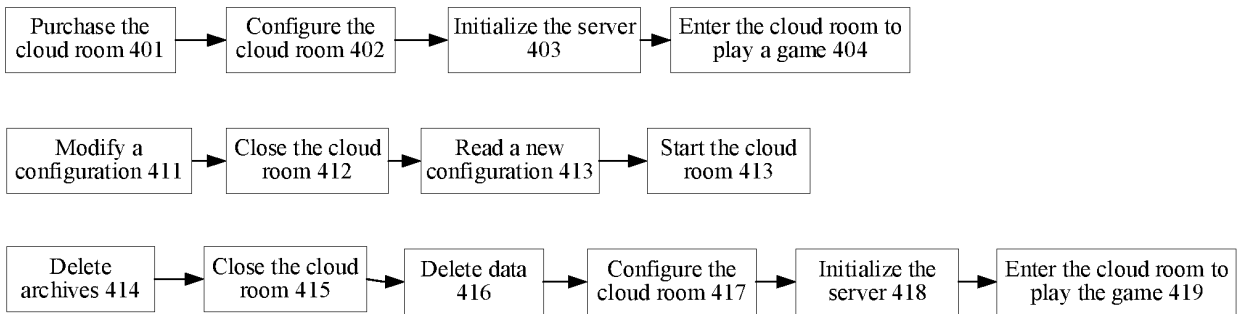 Purchase the
cloud room 401
Configure the
cloud room 402
Initialize the server
403
Enter the cloud room to
play a game 404
Modify a
configuration 411
Close the cloud
room 412
Read a new
configuration 413
Start the cloud
room 413
Delete
archives 414
Close the cloud
room 415
Delete data
416
Configure the
cloud room 417
Initialize the
server 418
Enter the cloud room to
play the game 419